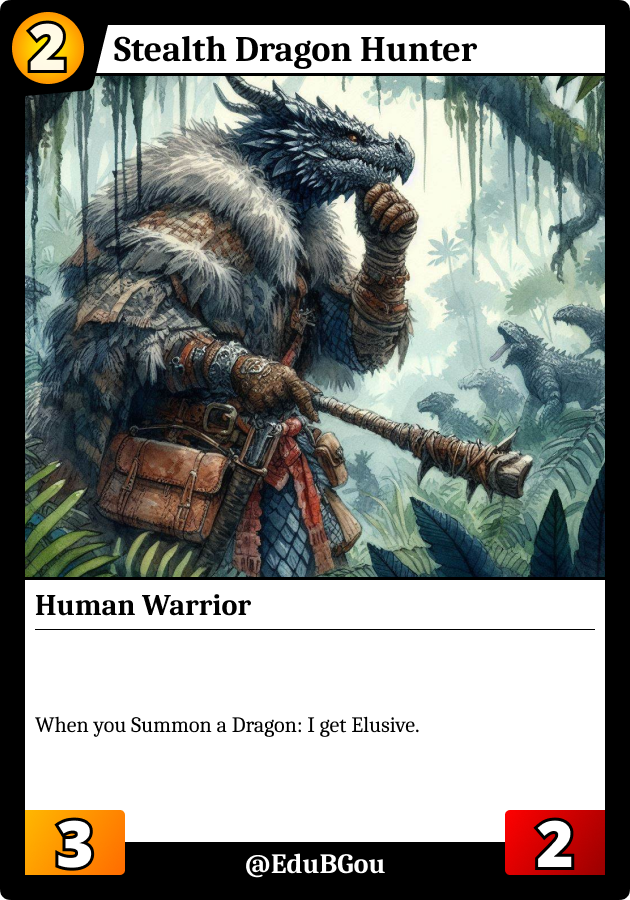 2
Stealth Dragon Hunter
Human Warrior
When you Summon a Dragon: I get Elusive.
3
@EduBGou
2